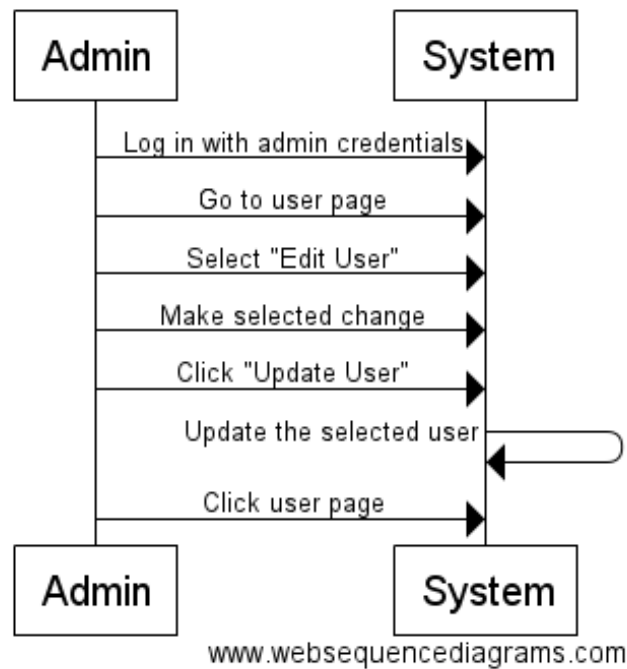 Admin System
Log in with admin credentials
Go to user page
Select "Edit User"
Make selected change
Click "Update User"
Update the selected user
Click user page
Admin System
www.websequencediagrams.com